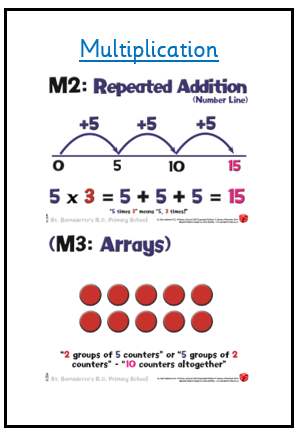 Multiplication
M2: Repeated Addition
(Number Line)
+5 +5 +5
0 5 10 15
5 x 3 = 5 + 5 + 5 = 15
"5 times 3" means "5, 3 times!"
St. Bernadette's B.C. Primary School
(M3: Arrays)
"2 groups of 5 counters" or "5 groups of 2
counters" - "10 counters altogether"
St. Bernadette's B.C. Primary School